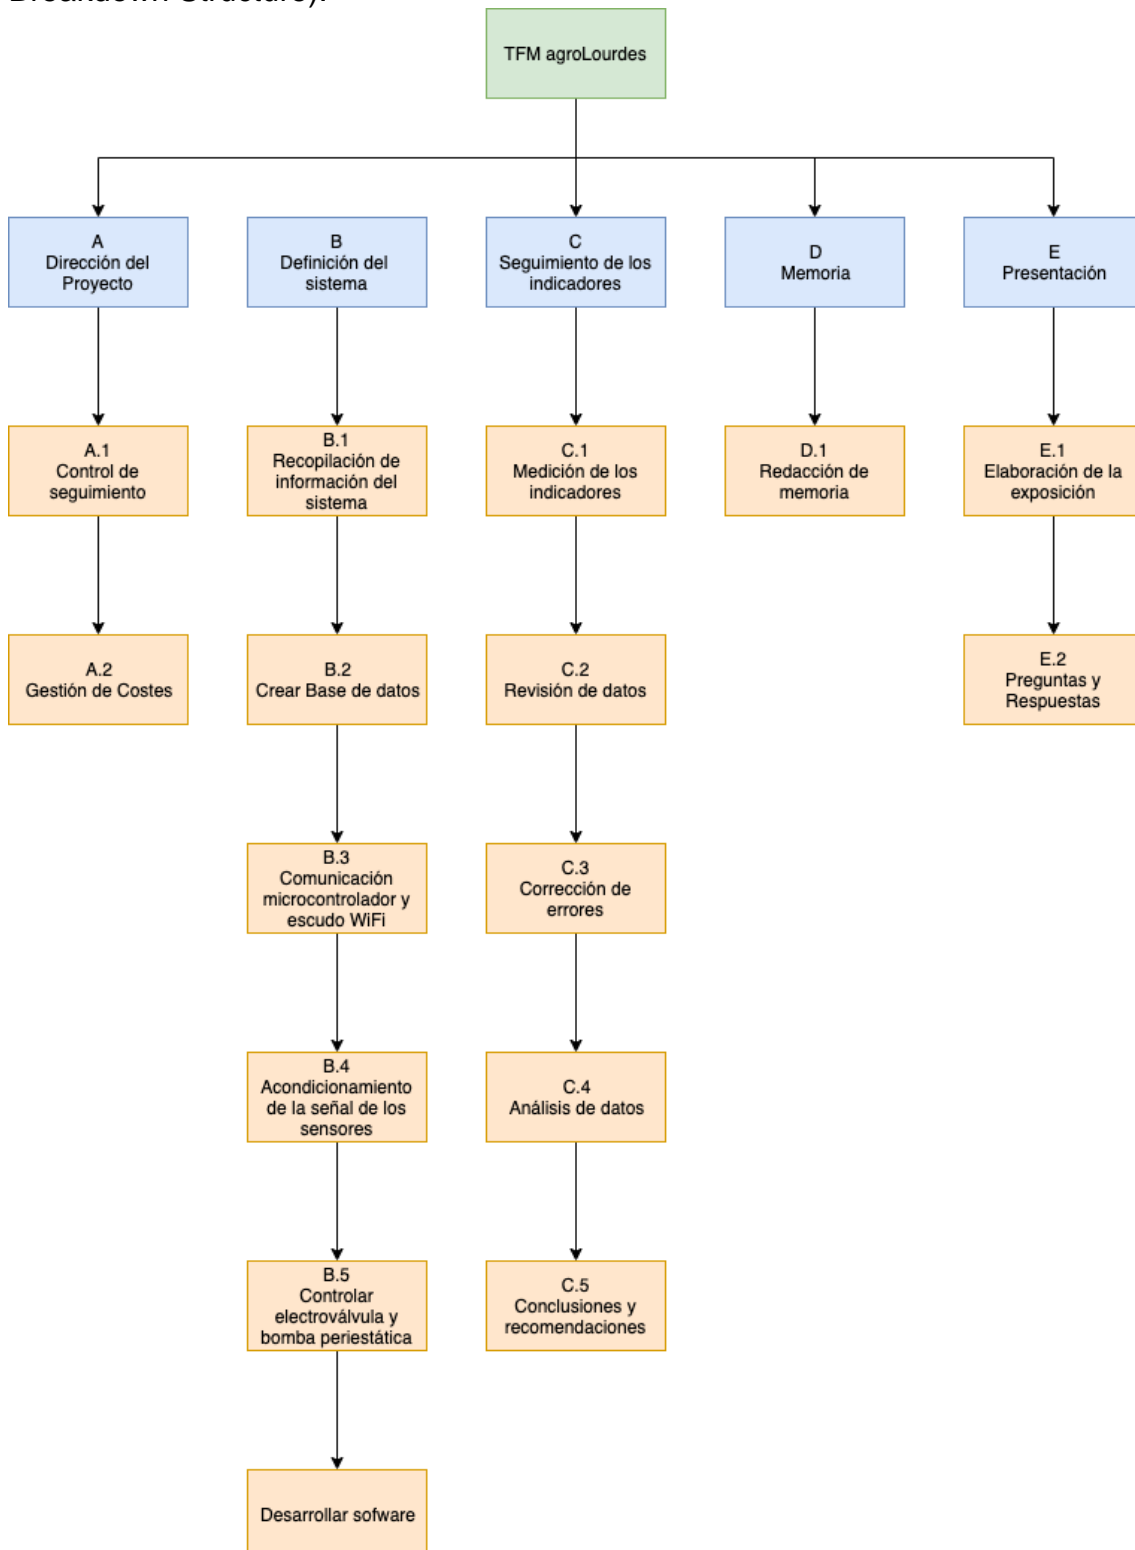 Breakdown Structure).
TFM agroLourdes
A
Dirección del
Proyecto
B
Definición del
sistema
C
Seguimiento de los
indicadores
D
Memoria
E
Presentación
A.1
Control de
seguimiento
B.1
Recopilación de
información del
sistema
C.1
Medición de los
indicadores
D.1
Redacción de
memoria
E.1
Elaboración de la
exposición
A.2
Gestión de Costes
B.2
Crear Base de datos
C.2
Revisión de datos
E.2
Preguntas y
Respuestas
B.3
Comunicación
microcontrolador y
escudo WiFi
C.3
Corrección de
errores
B.4
Acondicionamiento
de la señal de los
sensores
C.4
Análisis de datos
B.5
Controlar
electroválvula y
bomba periestática
C.5
Conclusiones y
recomendaciones
Desarrollar sofware